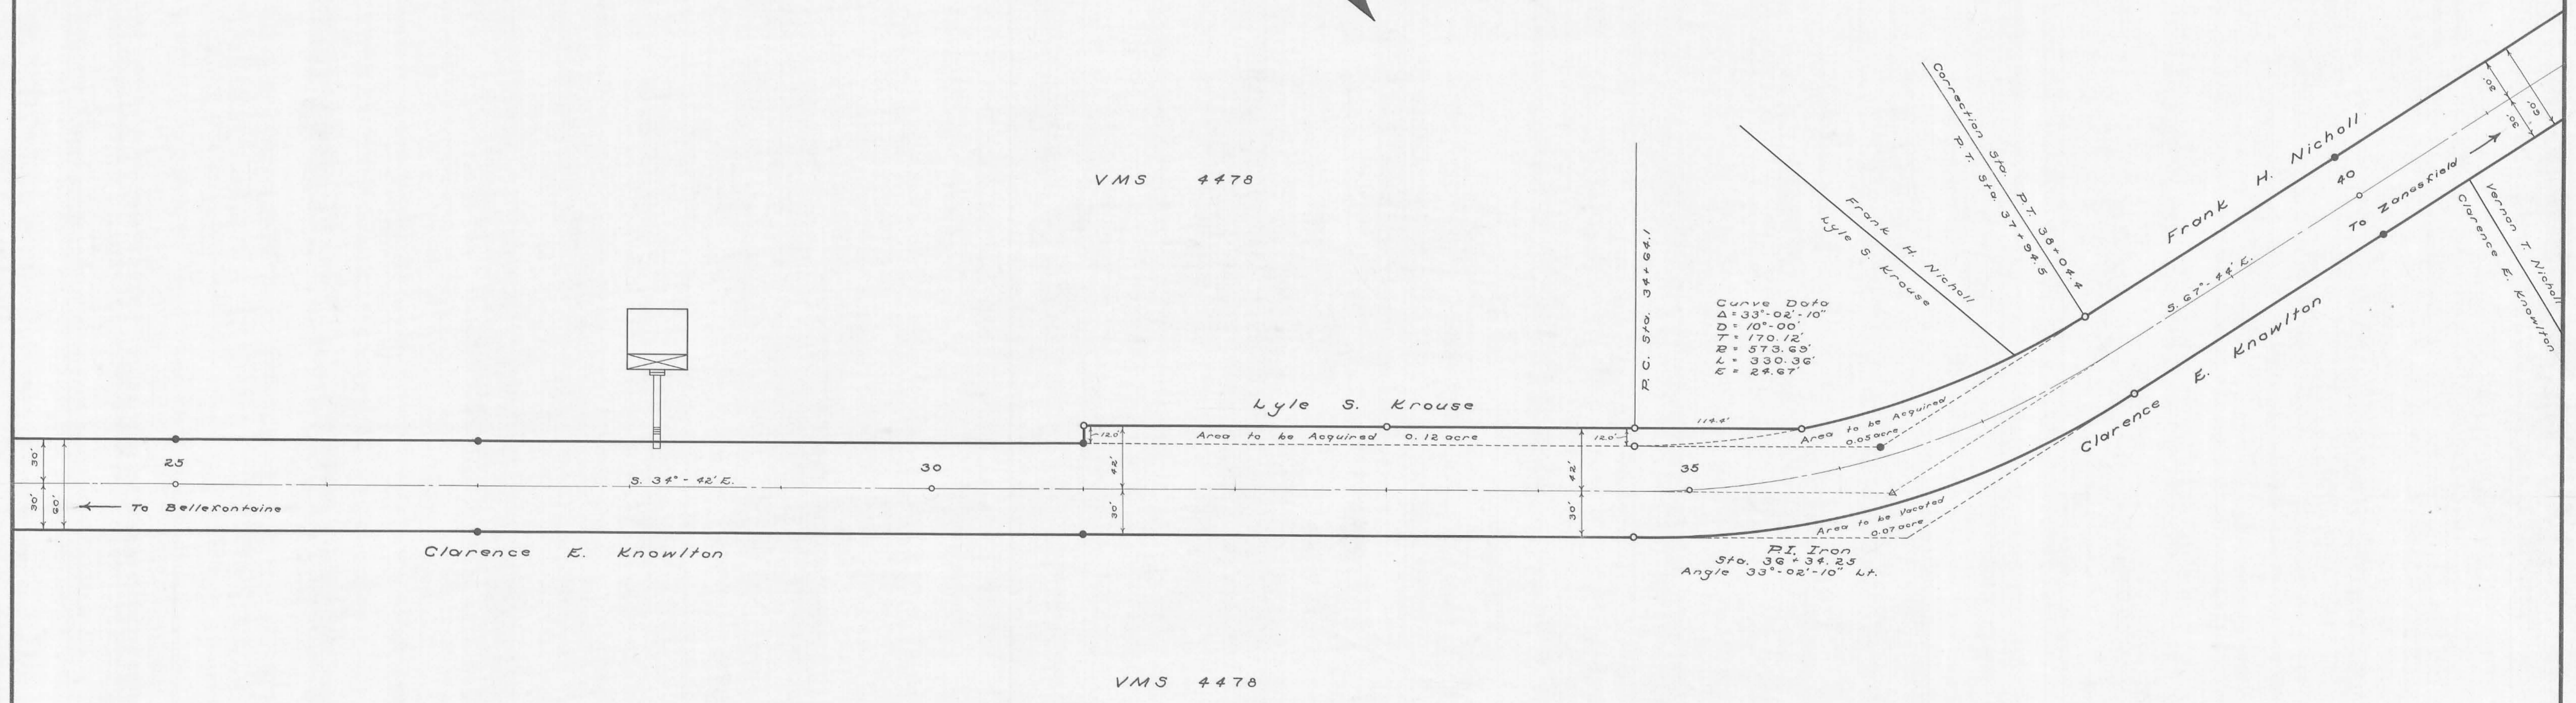 VMS 4478
Correction Sta. P.T. 38+04.4
P.T. Sta. 37+94.5
Frank H. Nicholl
Lyle S. Krouse
P.C. Sta. 34+64.1
Curve Data
Δ = 33°-02'-10"
D = 10°-00'
T = 170.12'
R = 573.69'
L = 330.36'
E = 24.67'
Frank H. Nicholl
30'
30'
60'
40
To Zanesfield
Vernon T. Nicholl
Clarence E. Knowlton
S. 67°-44' E.
Clarence E. Knowlton
Lyle S. Krouse
12.0'
Area to be Acquired 0.12 acre
12.0'
114.4'
Area to be Acquired
0.05 acre
30'
30'
60'
25
30
35
42'
30'
42'
30'
S. 34°-42' E.
To Bellefontaine
Area to be Vacated
0.07 acre
Clarence E. Knowlton
P.I. Iron
Sta. 36+34.25
Angle 33°-02'-10" Lt.
VMS 4478